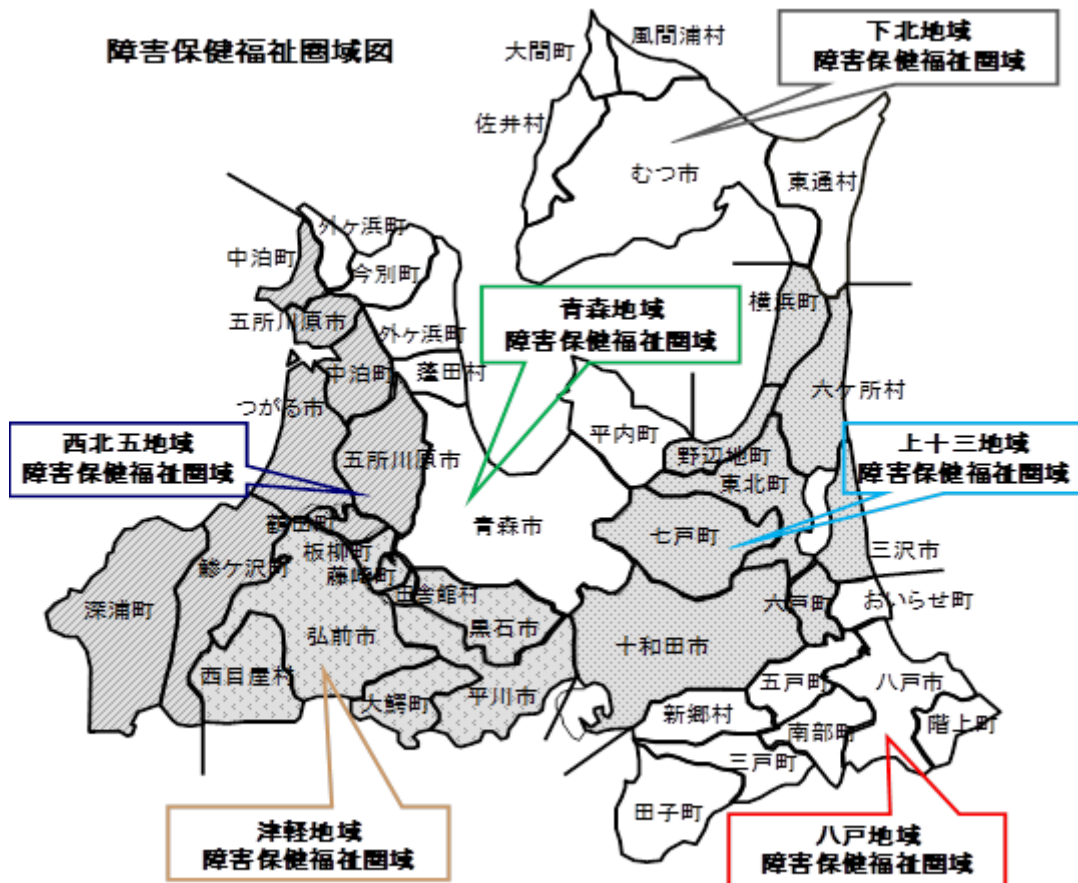 障害保健福祉圏域図
大間町
風間浦村
下北地域
障害保健福祉圏域
佐井村
むつ市
東通村
外ヶ浜町
中泊町
今別町
横浜町
青森地域
障害保健福祉圏域
五所川原市
外ヶ浜町
蓬田村
中泊町
六ケ所村
つがる市
平内町
西北五地域
障害保健福祉圏域
五所川原市
野辺地町
上十三地域
障害保健福祉圏域
東北町
青森市
七戸町
鶴田町
板柳町
三沢市
鰺ケ沢町
藤崎町
田舎館村
六戸町
おいらせ町
深浦町
黒石市
弘前市
十和田市
西目屋村
五戸町
八戸市
大鰐町
平川市
新郷村
南部町
階上町
三戸町
田子町
津軽地域
障害保健福祉圏域
八戸地域
障害保健福祉圏域